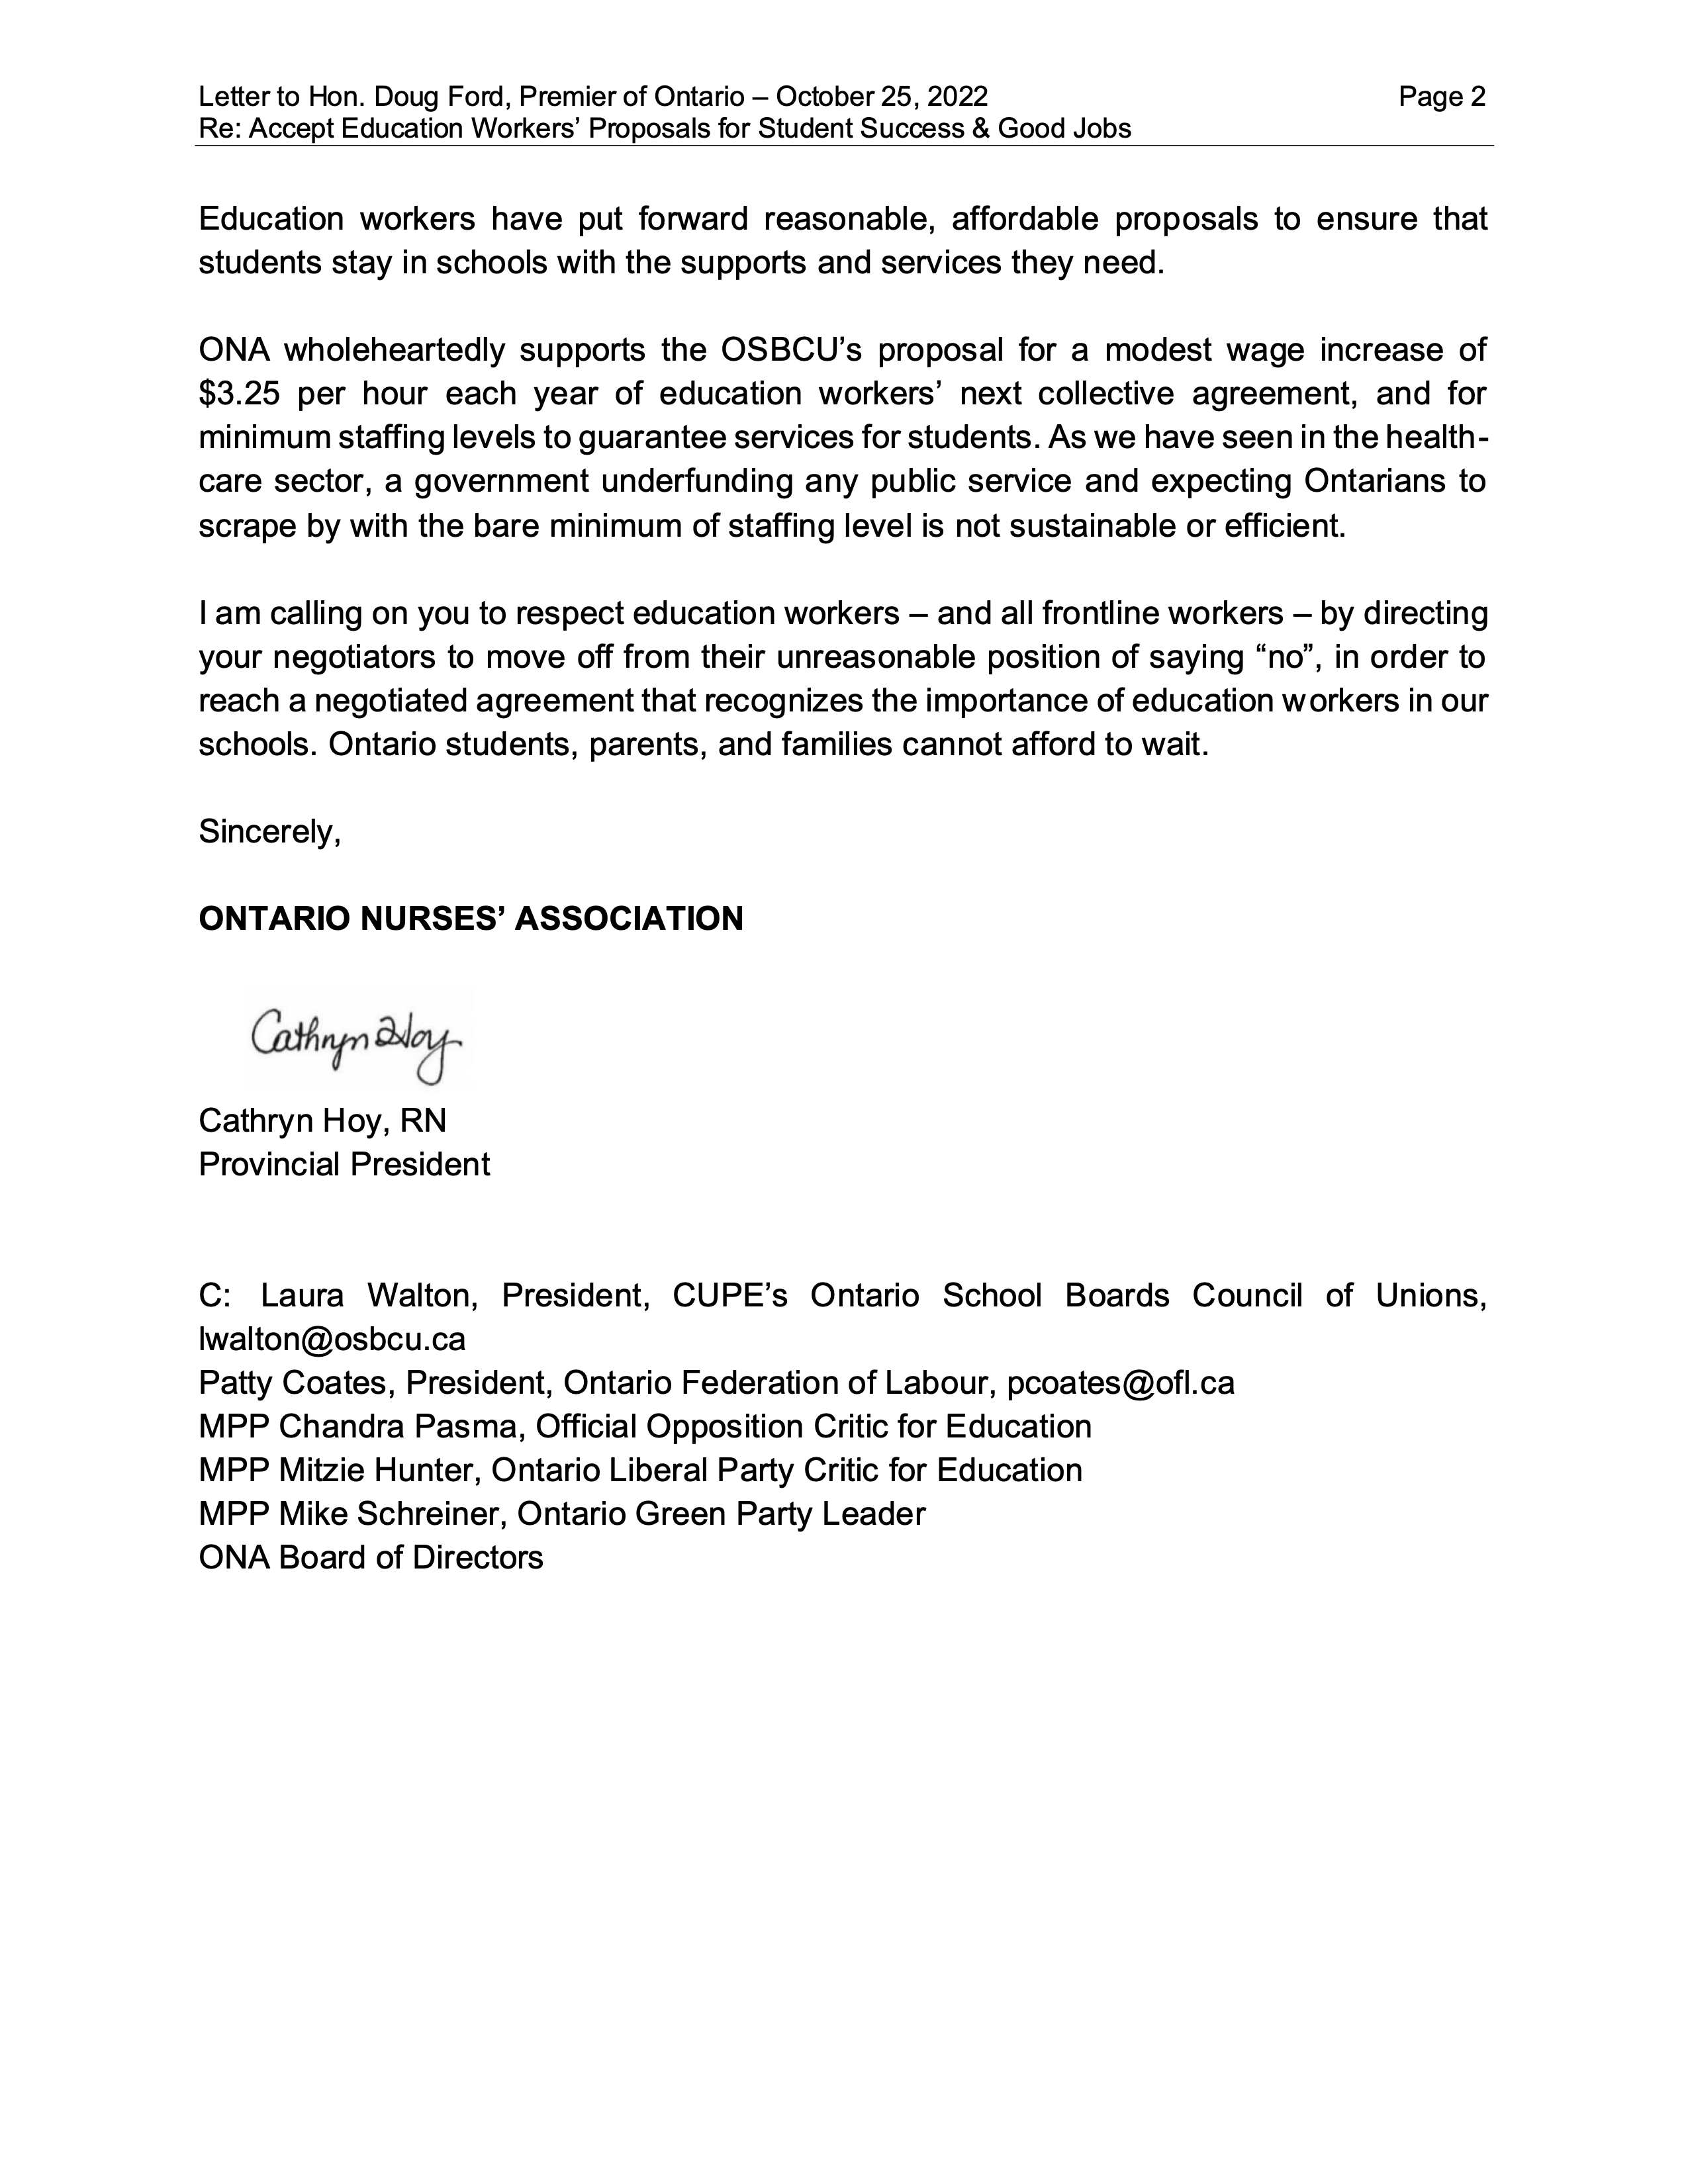 Letter to Hon. Doug Ford, Premier of Ontario – October 25, 2022 Page 2
Re: Accept Education Workers’ Proposals for Student Success & Good Jobs
Education workers have put forward reasonable, affordable proposals to ensure that
students stay in schools with the supports and services they need.
ONA wholeheartedly supports the OSBCU’s proposal for a modest wage increase of
$3.25 per hour each year of education workers’ next collective agreement, and for
minimum staffing levels to guarantee services for students. As we have seen in the health-
care sector, a government underfunding any public service and expecting Ontarians to
scrape by with the bare minimum of staffing level is not sustainable or efficient.
I am calling on you to respect education workers – and all frontline workers – by directing
your negotiators to move off from their unreasonable position of saying “no”, in order to
reach a negotiated agreement that recognizes the importance of education workers in our
schools. Ontario students, parents, and families cannot afford to wait.
Sincerely,
ONTARIO NURSES’ ASSOCIATION
Cathryn Hoy
Cathryn Hoy, RN
Provincial President
C: Laura Walton, President, CUPE’s Ontario School Boards Council of Unions,
lwalton@osbcu.ca
Patty Coates, President, Ontario Federation of Labour, pcoates@ofl.ca
MPP Chandra Pasma, Official Opposition Critic for Education
MPP Mitzie Hunter, Ontario Liberal Party Critic for Education
MPP Mike Schreiner, Ontario Green Party Leader
ONA Board of Directors